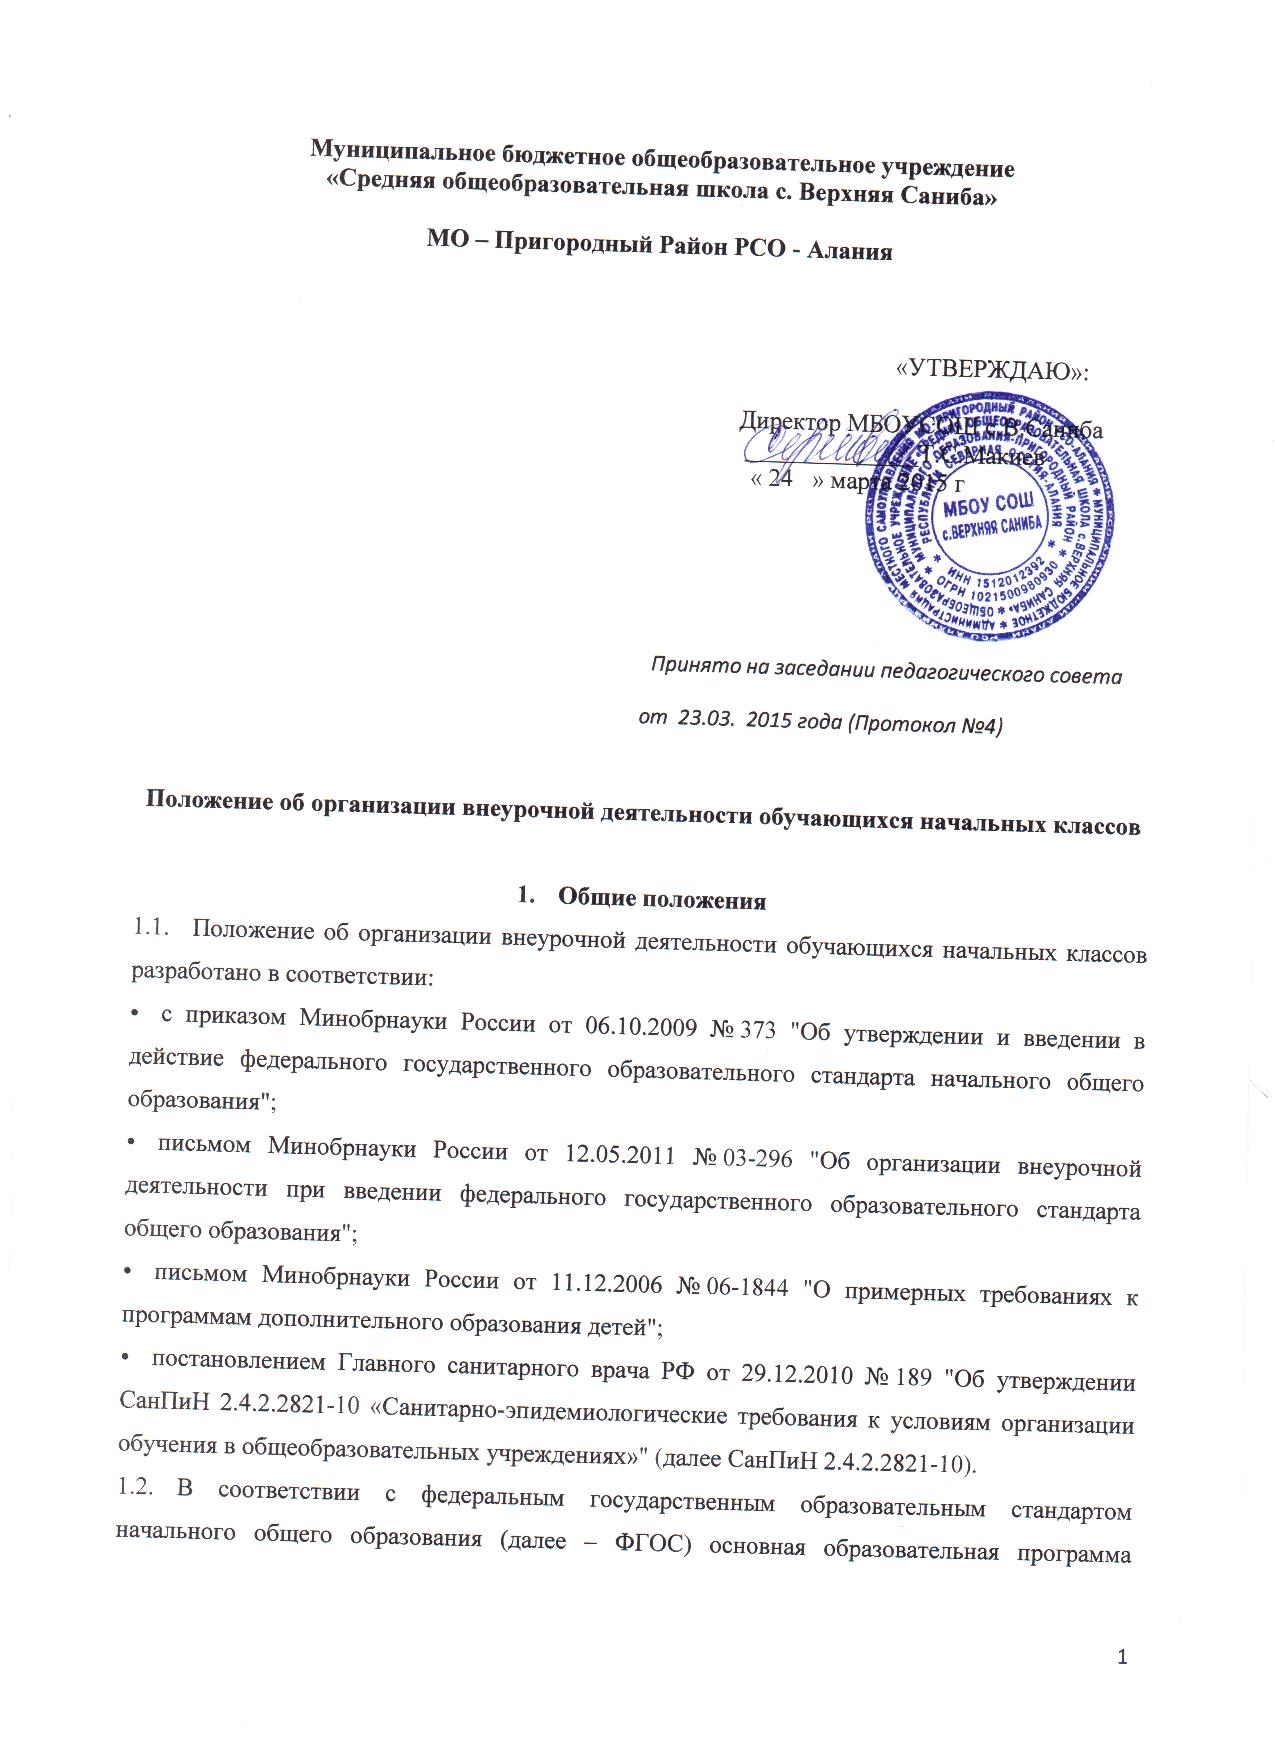 Муниципальное бюджетное общеобразовательное учреждение
«Средняя общеобразовательная школа с. Верхняя Саниба»
МО – Пригородный Район РСО - Алания
«УТВЕРЖДАЮ»:
Директор МБОУ СОШ с.В.Саниба
Г.С.Макиев
« 24 » марта 2015 г
МБОУ СОШ
с.ВЕРХНЯЯ САНИБА
ИНН 1512012392
ОГРН 1021500980930
Принято на заседании педагогического совета
от 23.03. 2015 года (Протокол №4)
Положение об организации внеурочной деятельности обучающихся начальных классов
1. Общие положения
1.1. Положение об организации внеурочной деятельности обучающихся начальных классов
разработано в соответствии:
• с приказом Минобрнауки России от 06.10.2009 № 373 "Об утверждении и введении в
действие федерального государственного образовательного стандарта начального общего
образования";
• письмом Минобрнауки России от 12.05.2011 № 03-296 "Об организации внеурочной
деятельности при введении федерального государственного образовательного стандарта
общего образования";
• письмом Минобрнауки России от 11.12.2006 № 06-1844 "О примерных требованиях к
программам дополнительного образования детей";
• постановлением Главного санитарного врача РФ от 29.12.2010 № 189 "Об утверждении
СанПиН 2.4.2.2821-10 «Санитарно-эпидемиологические требования к условиям организации
обучения в общеобразовательных учреждениях»" (далее СанПиН 2.4.2.2821-10).
1.2. В соответствии с федеральным государственным образовательным стандартом
начального общего образования (далее – ФГОС) основная образовательная программа
1